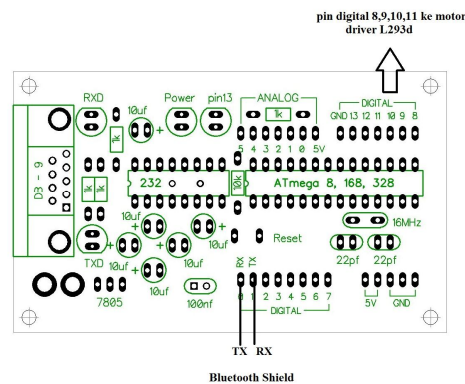 pin digital 8,9,10,11 ke motor
driver L293d
RXD
10uf
Power
pin13
ANALOG
1k
5 4 3 2 1 0 5V
DIGITAL
GND 13 12 11 10 9 8
1k
DB - 9
1k
1k
232
10k
ATmega 8, 168, 328
10uf
10uf
16MHz
Reset
TXD
10uf
10uf
22pf
22pf
10uf
7805
100nf
RX
TX
0 1 2 3 4 5 6 7
DIGITAL
5V
GND
TX RX
Bluetooth Shield